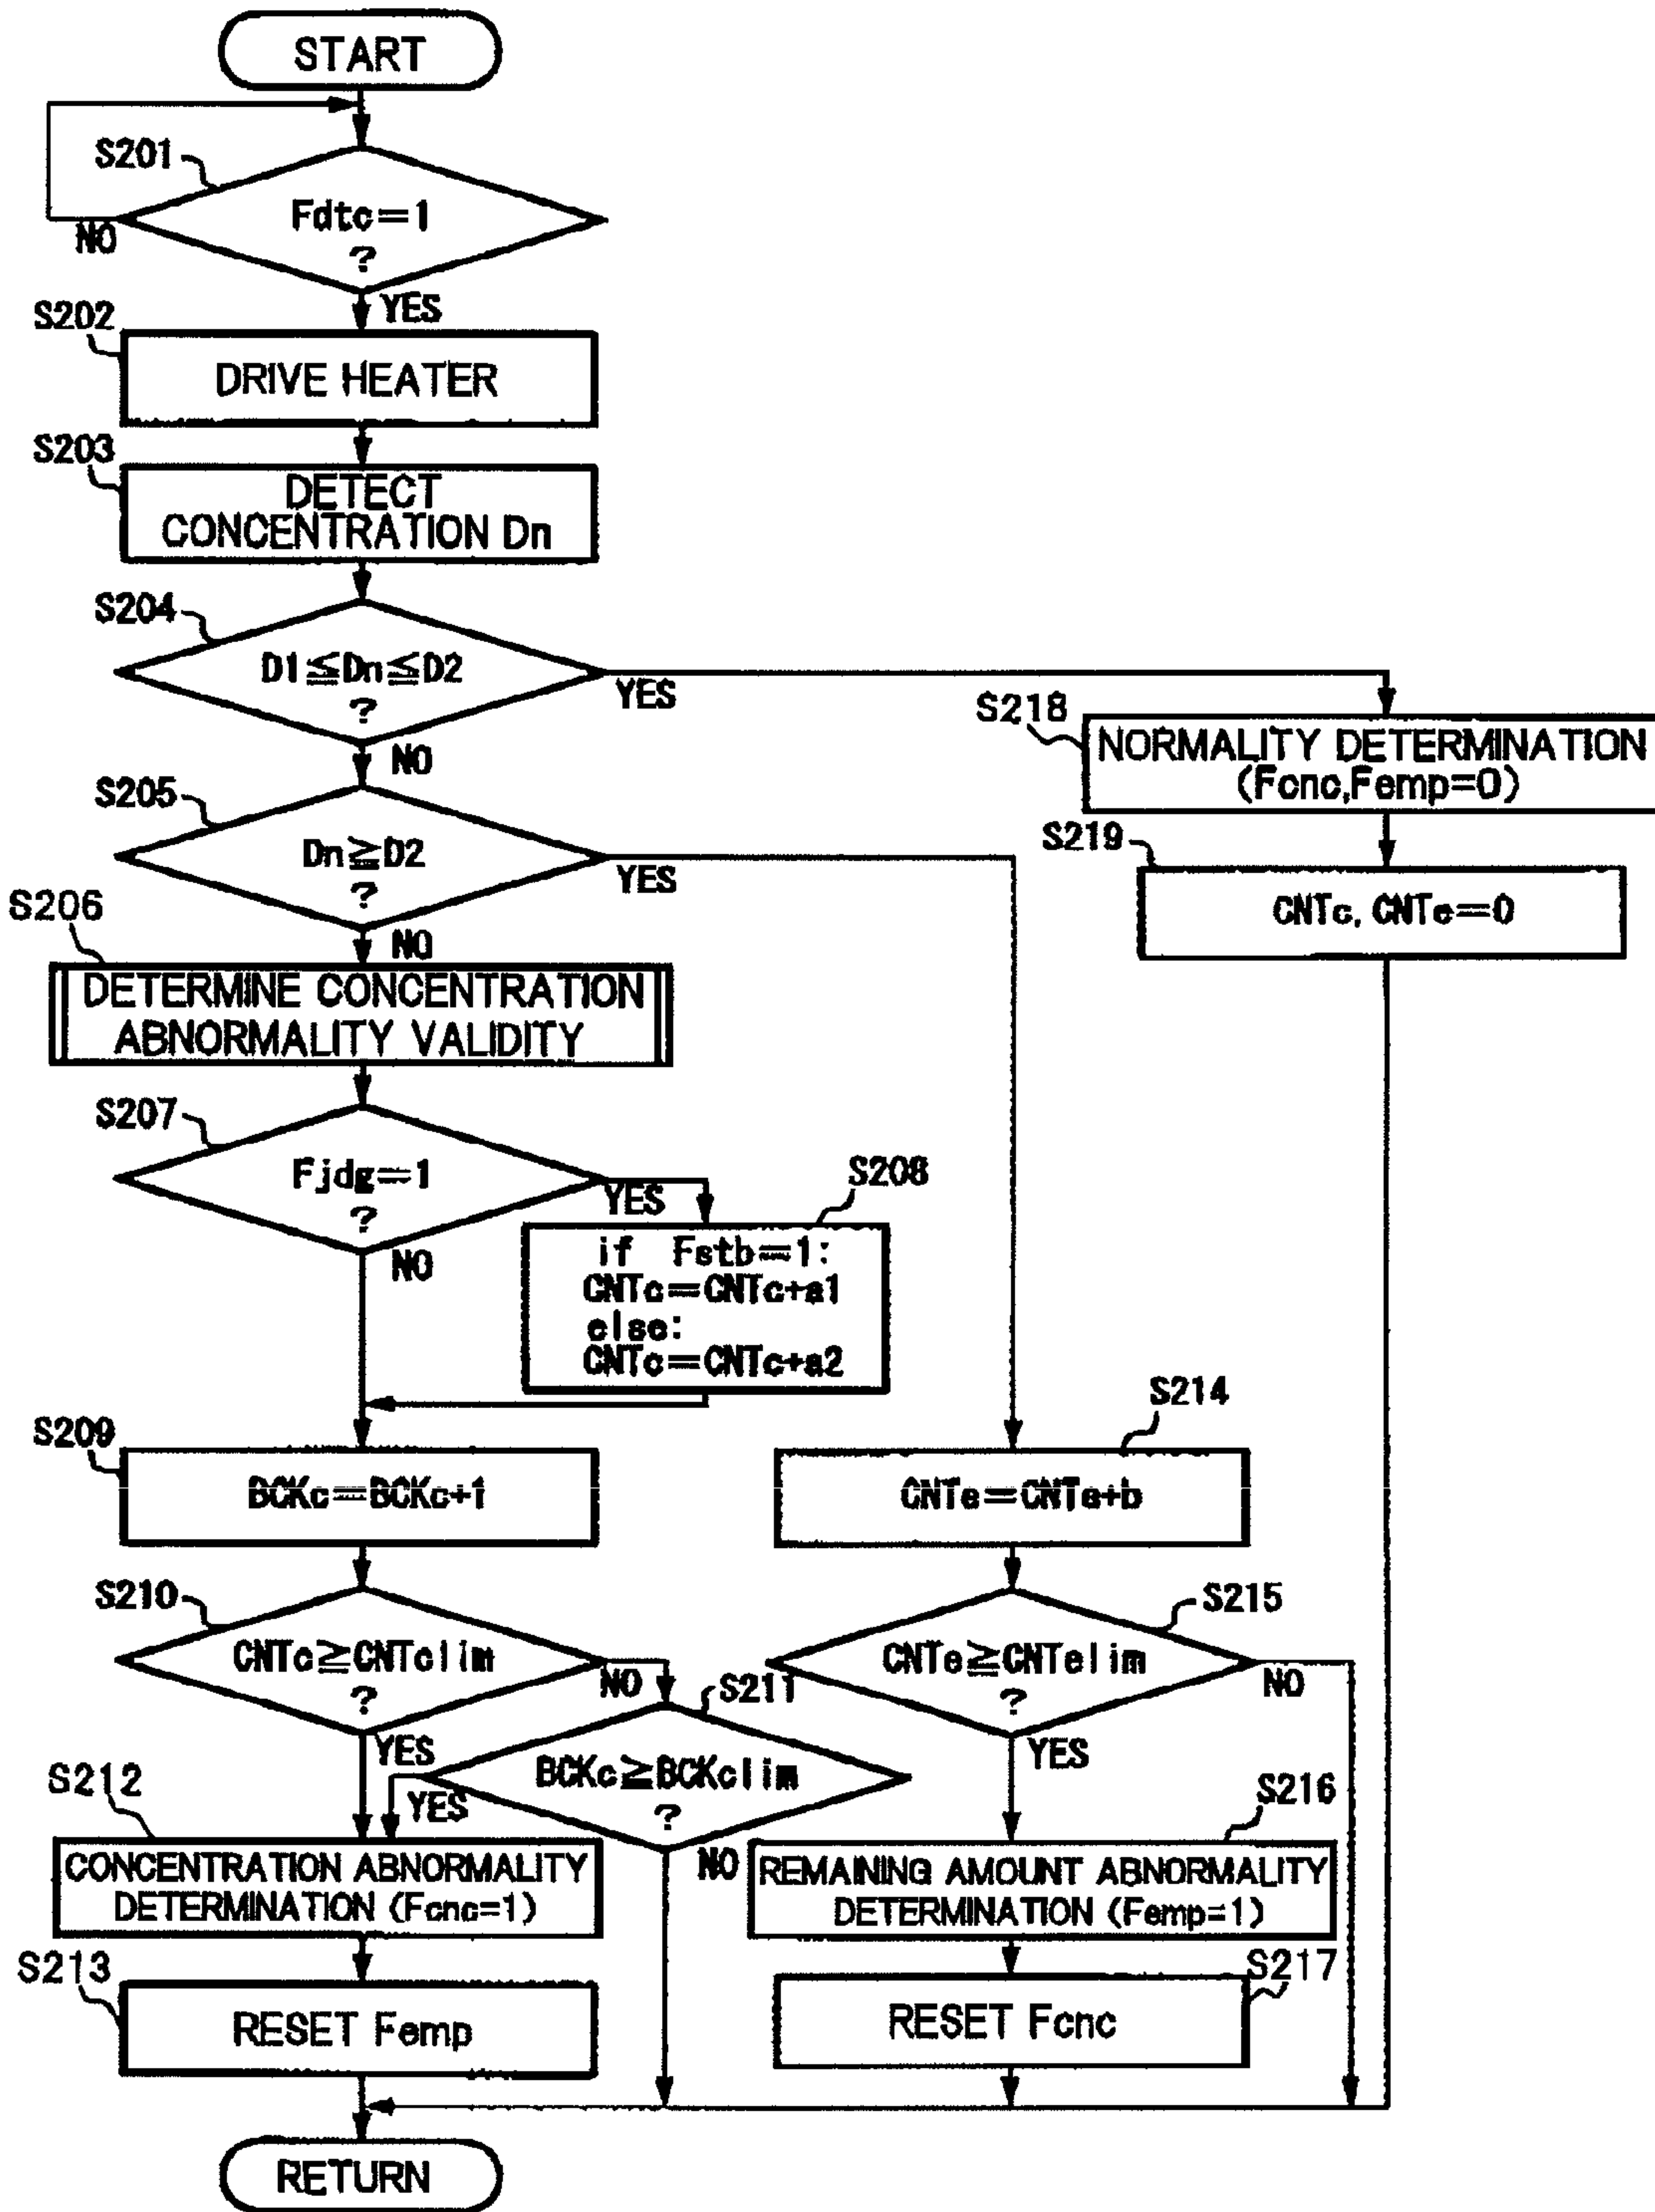 START
S201
Fdtc=1
?
NO
YES
S202
DRIVE HEATER
S203
DETECT
CONCENTRATION Dn
S204
D1≦Dn≦D2
?
YES
NO
S218
NORMALITY DETERMINATION
(Fcnc,Femp=0)
S205
Dn≧D2
?
YES
NO
S219
CNTc, CNTe=0
S206
DETERMINE CONCENTRATION
ABNORMALITY VALIDITY
S207
Fjdg=1
?
YES
NO
S208
if Fstb=1:
CNTc=CNTc+a1
else:
CNTc=CNTc+a2
S209
BCKc=BCKc+1
S214
CNTe=CNTe+b
S210
CNTc≧CNTclim
?
NO
YES
S211
BCKc≧BCKclim
?
YES
NO
S215
CNTe≧CNTelim
?
NO
YES
S212
CONCENTRATION ABNORMALITY
DETERMINATION (Fcnc=1)
S216
REMAINING AMOUNT ABNORMALITY
DETERMINATION (Femp=1)
S213
RESET Femp
S217
RESET Fcnc
RETURN